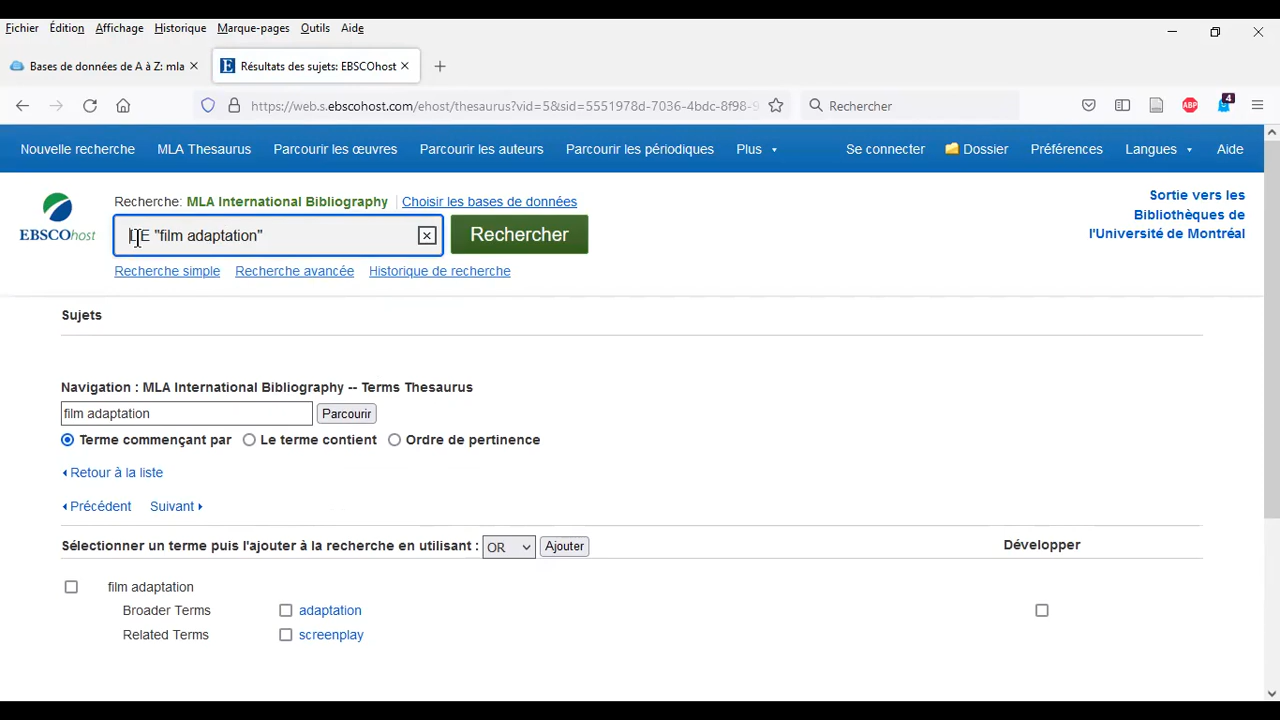 Fichier Édition Affichage Historique Marque-pages Outils Aide
Bases de données de A à Z: mla
Résultats des sujets: EBSCOhost
https://web.s.ebscohost.com/ehost/thesaurus?vid=5&sid=5551978d-7036-4bdc-8f98-9
Rechercher
ABP
4
Nouvelle recherche MLA Thesaurus Parcourir les œuvres Parcourir les auteurs Parcourir les périodiques Plus Se connecter Dossier Préférences Langues Aide
EBSCOhost
Recherche: MLA International Bibliography Choisir les bases de données
"film adaptation"
Rechercher
Recherche simple Recherche avancée Historique de recherche
Sortie vers les
Bibliothèques de
l'Université de Montréal
Sujets
Navigation : MLA International Bibliography -- Terms Thesaurus
film adaptation Parcourir
Terme commençant par Le terme contient Ordre de pertinence
Retour à la liste
Précédent Suivant
Sélectionner un terme puis l'ajouter à la recherche en utilisant : OR Ajouter Développer
film adaptation
Broader Terms adaptation
Related Terms screenplay